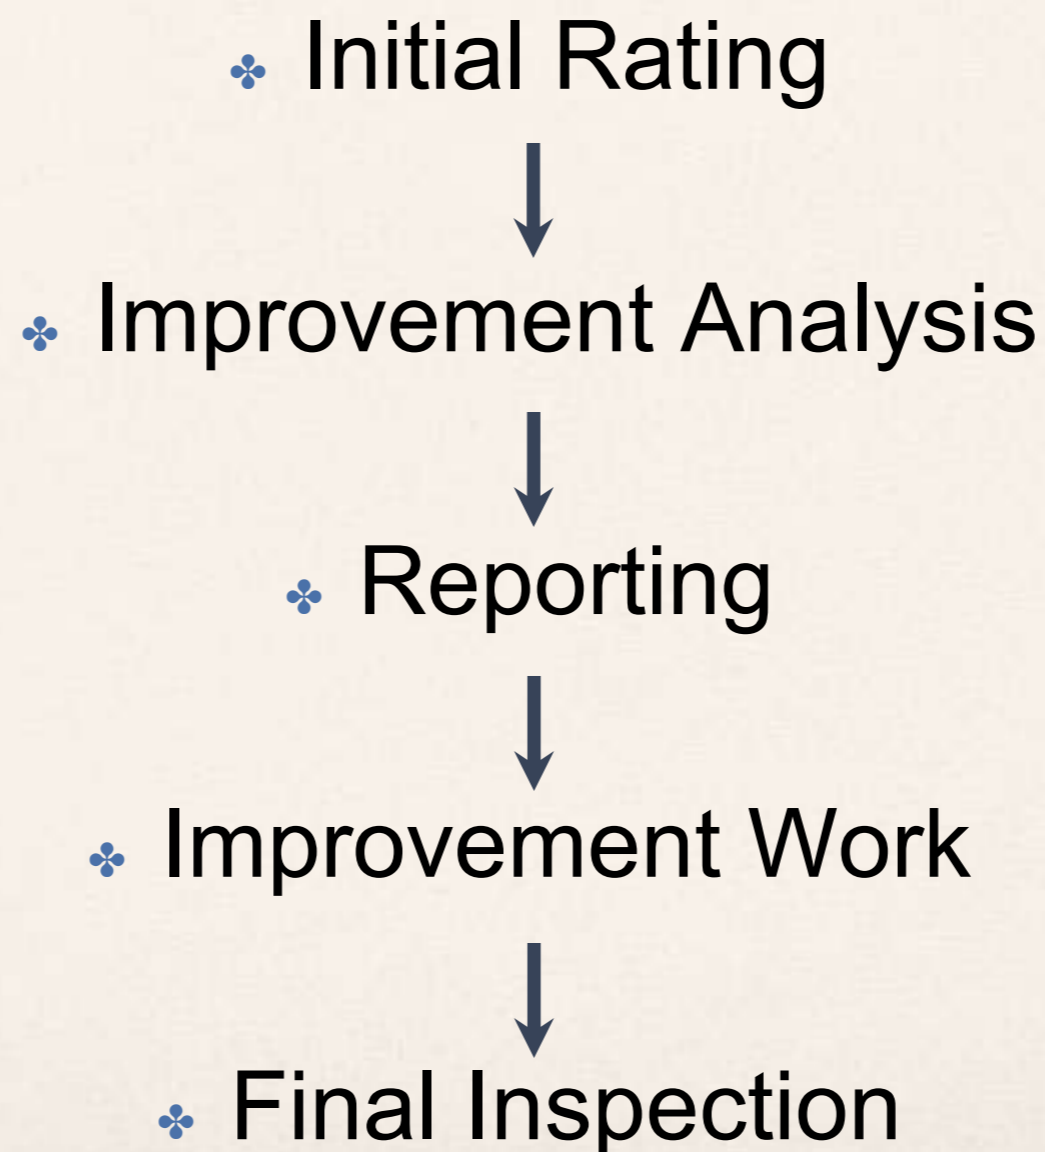 Initial Rating
Improvement Analysis
Reporting
Improvement Work
Final Inspection